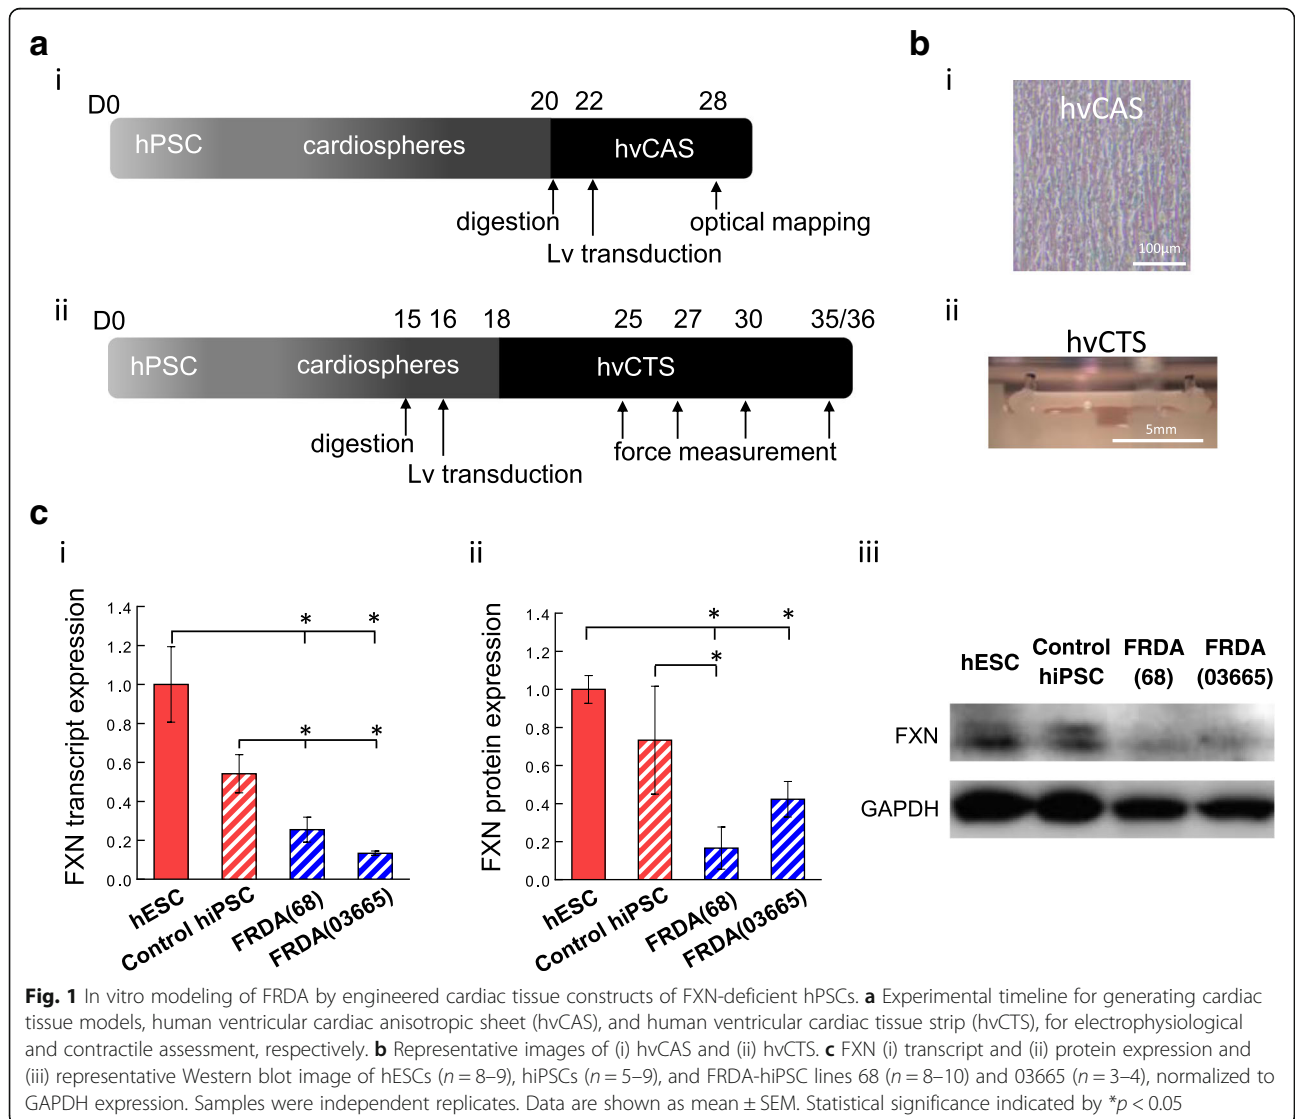 a
i
D0
20 22 28
hPSC cardiospheres hvCAS
digestion optical mapping
Lv transduction
ii
D0
15 16 18 25 27 30 35/36
hPSC cardiospheres hvCTS
digestion force measurement
Lv transduction
b
i
hvCAS
100µm
ii
hvCTS
5mm
c
i
FXN transcript expression
1.4
1.2
1.0
0.8
0.6
0.4
0.2
0.0
* *
* *
hESC
Control hiPSC
FRDA(68)
FRDA(03665)
ii
FXN protein expression
1.4
1.2
1.0
0.8
0.6
0.4
0.2
0.0
* *
*
hESC
Control hiPSC
FRDA(68)
FRDA(03665)
iii
hESC Control FRDA FRDA
hiPSC (68) (03665)
FXN
GAPDH
Fig. 1 In vitro modeling of FRDA by engineered cardiac tissue constructs of FXN-deficient hPSCs. a Experimental timeline for generating cardiac
tissue models, human ventricular cardiac anisotropic sheet (hvCAS), and human ventricular cardiac tissue strip (hvCTS), for electrophysiological
and contractile assessment, respectively. b Representative images of (i) hvCAS and (ii) hvCTS. c FXN (i) transcript and (ii) protein expression and
(iii) representative Western blot image of hESCs (n = 8–9), hiPSCs (n = 5–9), and FRDA-hiPSC lines 68 (n = 8–10) and 03665 (n = 3–4), normalized to
GAPDH expression. Samples were independent replicates. Data are shown as mean ± SEM. Statistical significance indicated by *p < 0.05